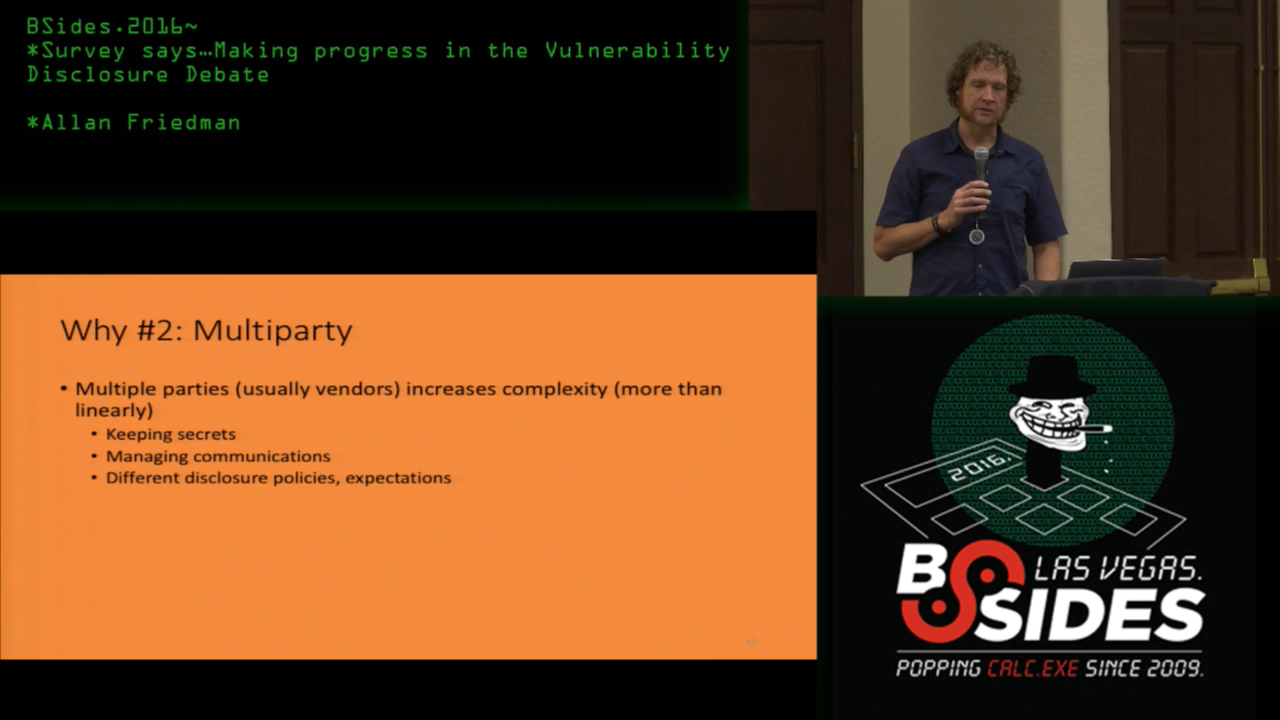 BSides.2016~
*Survey says…Making progress in the Vulnerability
Disclosure Debate
*Allan Friedman
Why #2: Multiparty
• Multiple parties (usually vendors) increases complexity (more than
linearly)
• Keeping secrets
• Managing communications
• Different disclosure policies, expectations
2016.
BSIDES
LAS VEGAS.
POPPING CALC.EXE SINCE 2009.